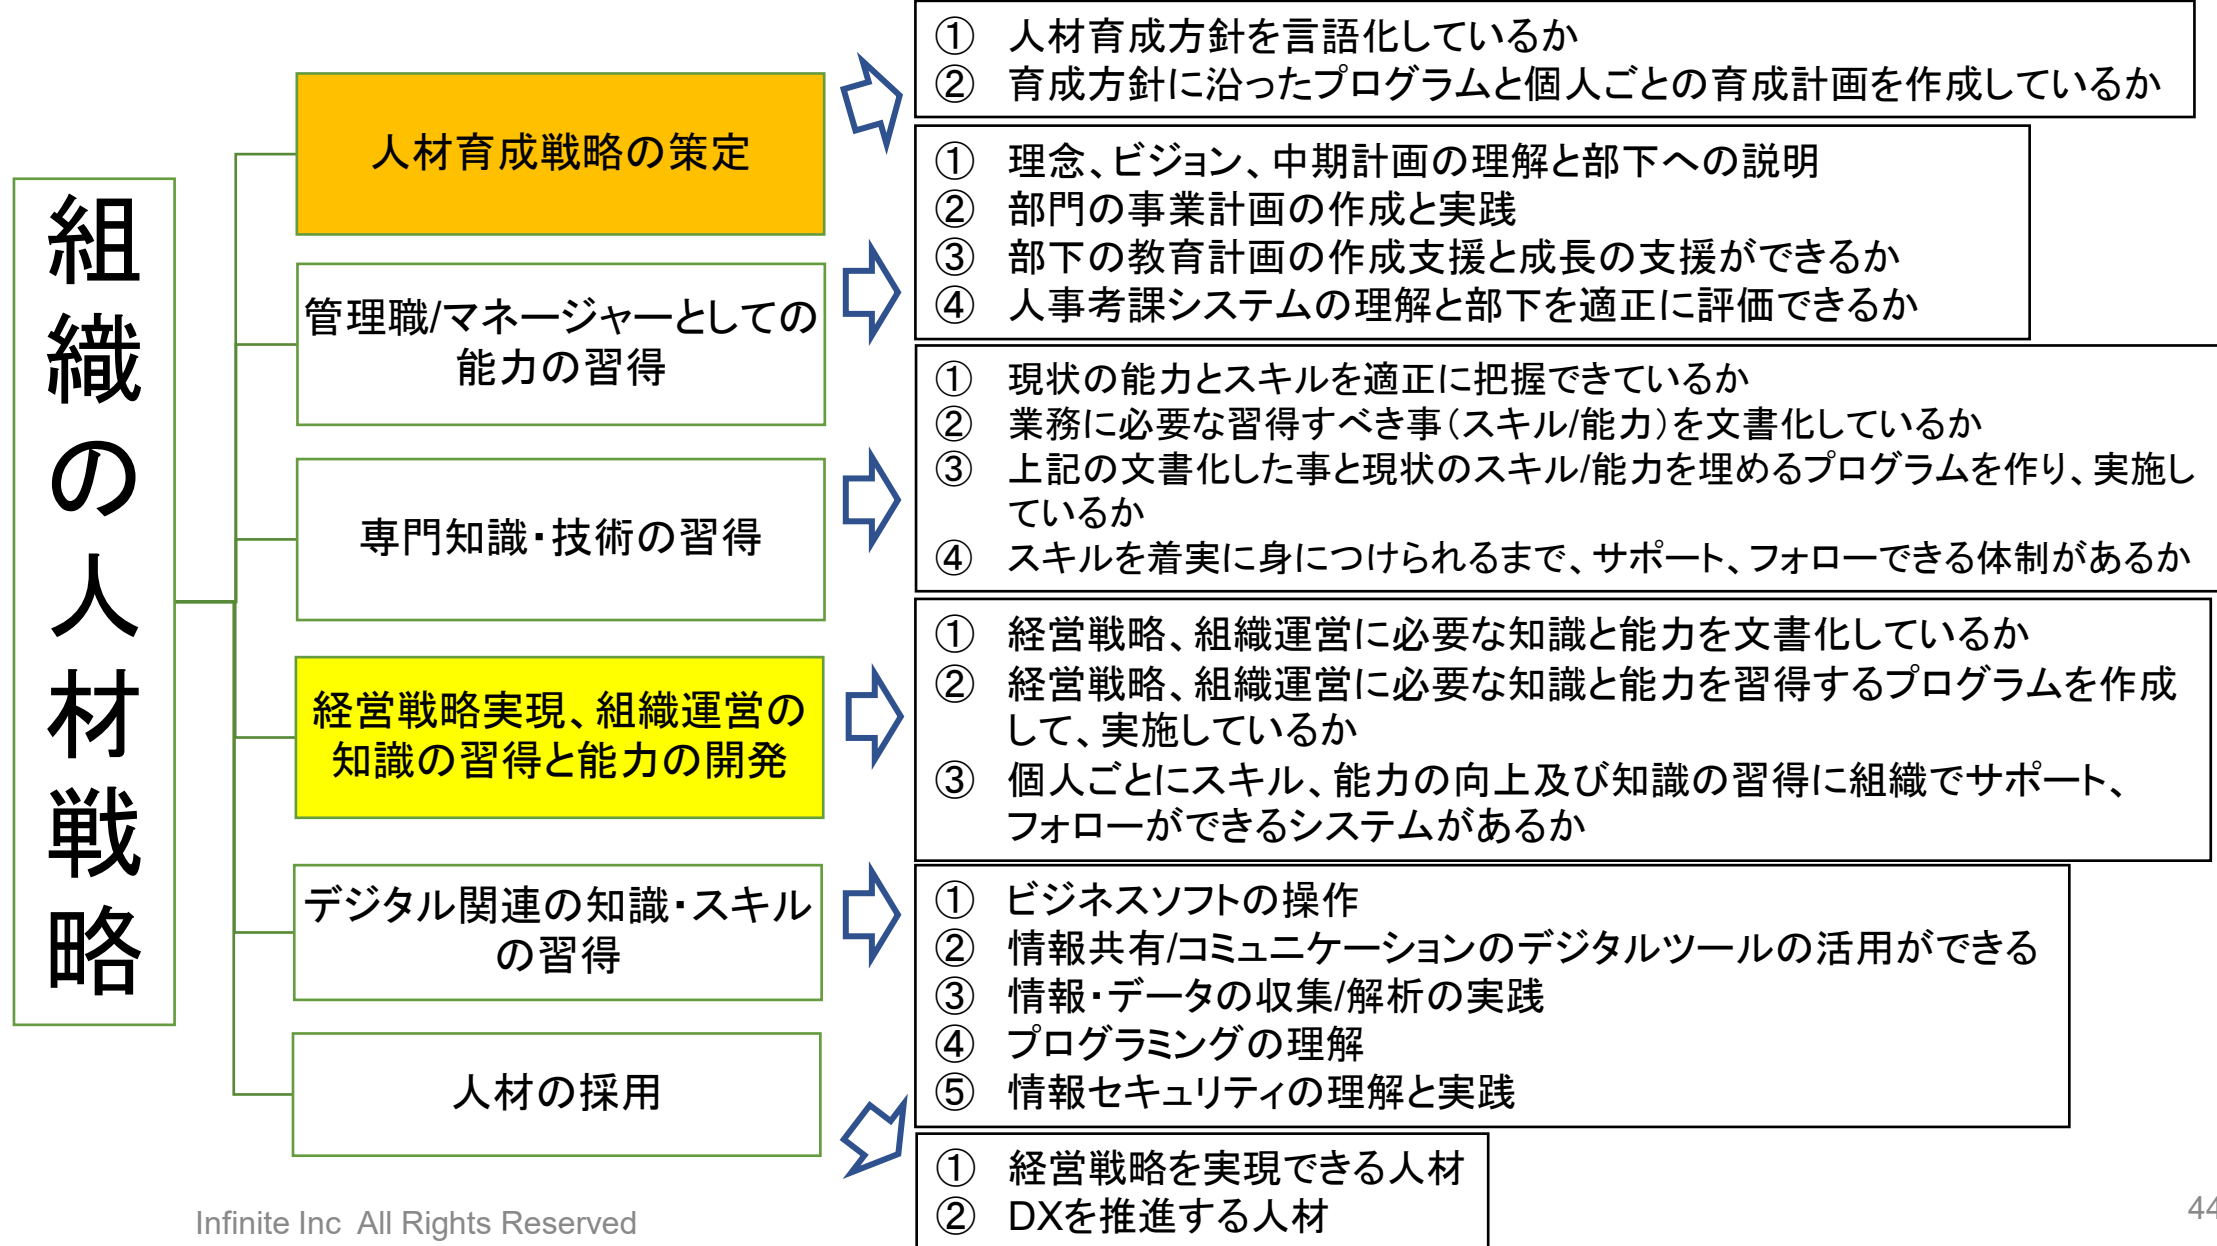 組織の人材戦略
人材育成戦略の策定
① 人材育成方針を言語化しているか
② 育成方針に沿ったプログラムと個人ごとの育成計画を作成しているか
管理職/マネージャーとしての
能力の習得
① 理念、ビジョン、中期計画の理解と部下への説明
② 部門の事業計画の作成と実践
③ 部下の教育計画の作成支援と成長の支援ができるか
④ 人事考課システムの理解と部下を適正に評価できるか
専門知識・技術の習得
① 現状の能力とスキルを適正に把握できているか
② 業務に必要な習得すべき事(スキル/能力)を文書化しているか
③ 上記の文書化した事と現状のスキル/能力を埋めるプログラムを作り、実施し
ているか
④ スキルを着実に身につけられるまで、サポート、フォローできる体制があるか
経営戦略実現、組織運営の
知識の習得と能力の開発
① 経営戦略、組織運営に必要な知識と能力を文書化しているか
② 経営戦略、組織運営に必要な知識と能力を習得するプログラムを作成
して、実施しているか
③ 個人ごとにスキル、能力の向上及び知識の習得に組織でサポート、
フォローができるシステムがあるか
デジタル関連の知識・スキル
の習得
① ビジネスソフトの操作
② 情報共有/コミュニケーションのデジタルツールの活用ができる
③ 情報・データの収集/解析の実践
④ プログラミングの理解
⑤ 情報セキュリティの理解と実践
人材の採用
① 経営戦略を実現できる人材
② DXを推進する人材
Infinite Inc All Rights Reserved
44